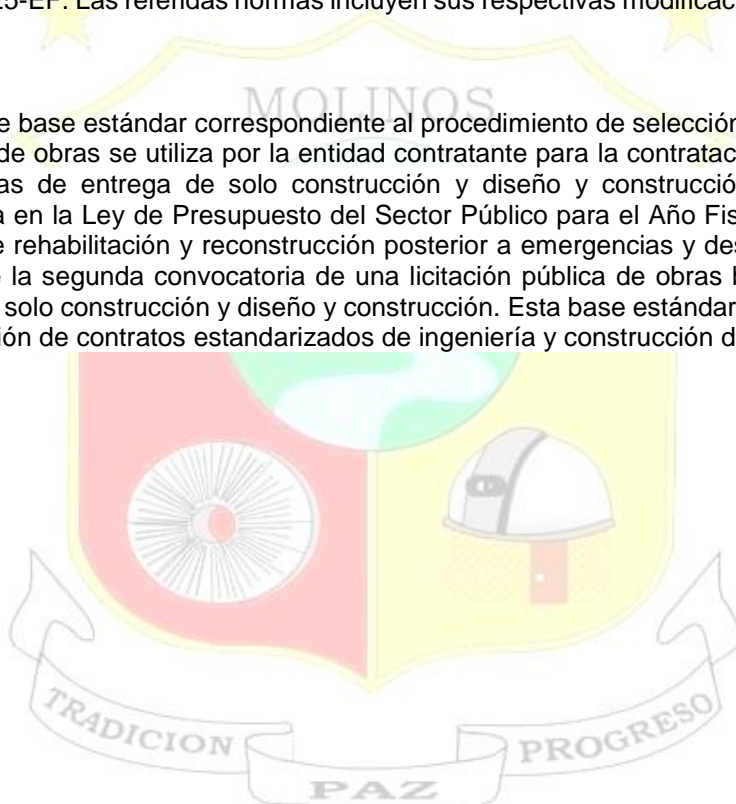 25-EF. Las referidas normas incluyen sus respectivas modificac
MOLINOS
e base estándar correspondiente al procedimiento de selección
de obras se utiliza por la entidad contratante para la contratac
as de entrega de solo construcción y diseño y construcció
a en la Ley de Presupuesto del Sector Público para el Año Fis
e rehabilitación y reconstrucción posterior a emergencias y des
e la segunda convocatoria de una licitación pública de obras b
solo construcción y diseño y construcción. Esta base estándar
ión de contratos estandarizados de ingeniería y construcción d
TRADICION
PAZ
PROGRESO